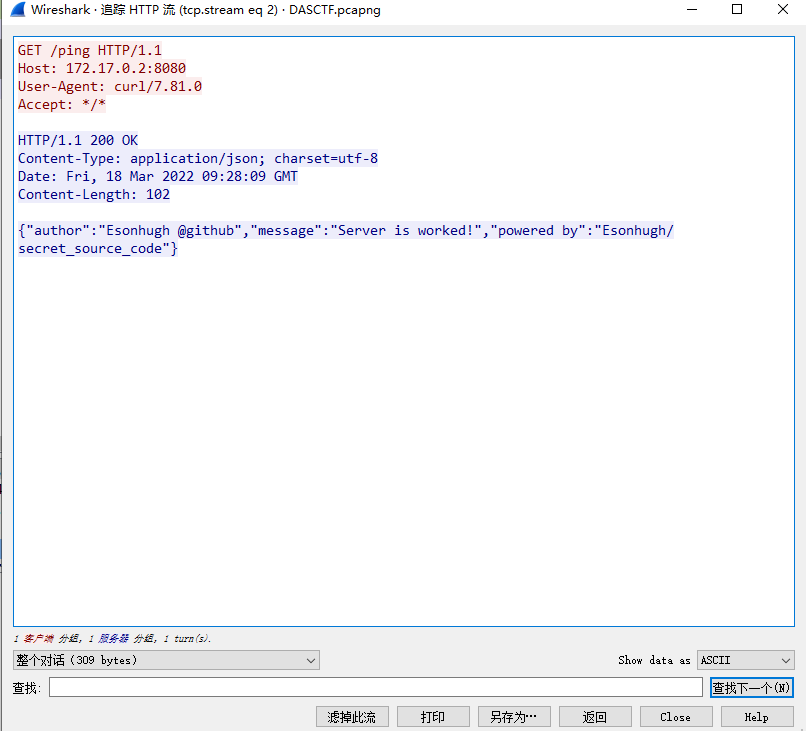 Wireshark · 追踪 HTTP 流 (tcp.stream eq 2) · DASCTF.pcapng
GET /ping HTTP/1.1
Host: 172.17.0.2:8080
User-Agent: curl/7.81.0
Accept: */*
HTTP/1.1 200 OK
Content-Type: application/json; charset=utf-8
Date: Fri, 18 Mar 2022 09:28:09 GMT
Content-Length: 102
{"author":"Esonhugh @github","message":"Server is worked!","powered by":"Esonhugh/
secret_source_code"}
1 客户端 分组, 1 服务器 分组, 1 turn(s).
整个对话 (309 bytes) Show data as ASCII
查找: 查找下一个(N)
滤掉此流 打印 另存为… 返回 Close Help